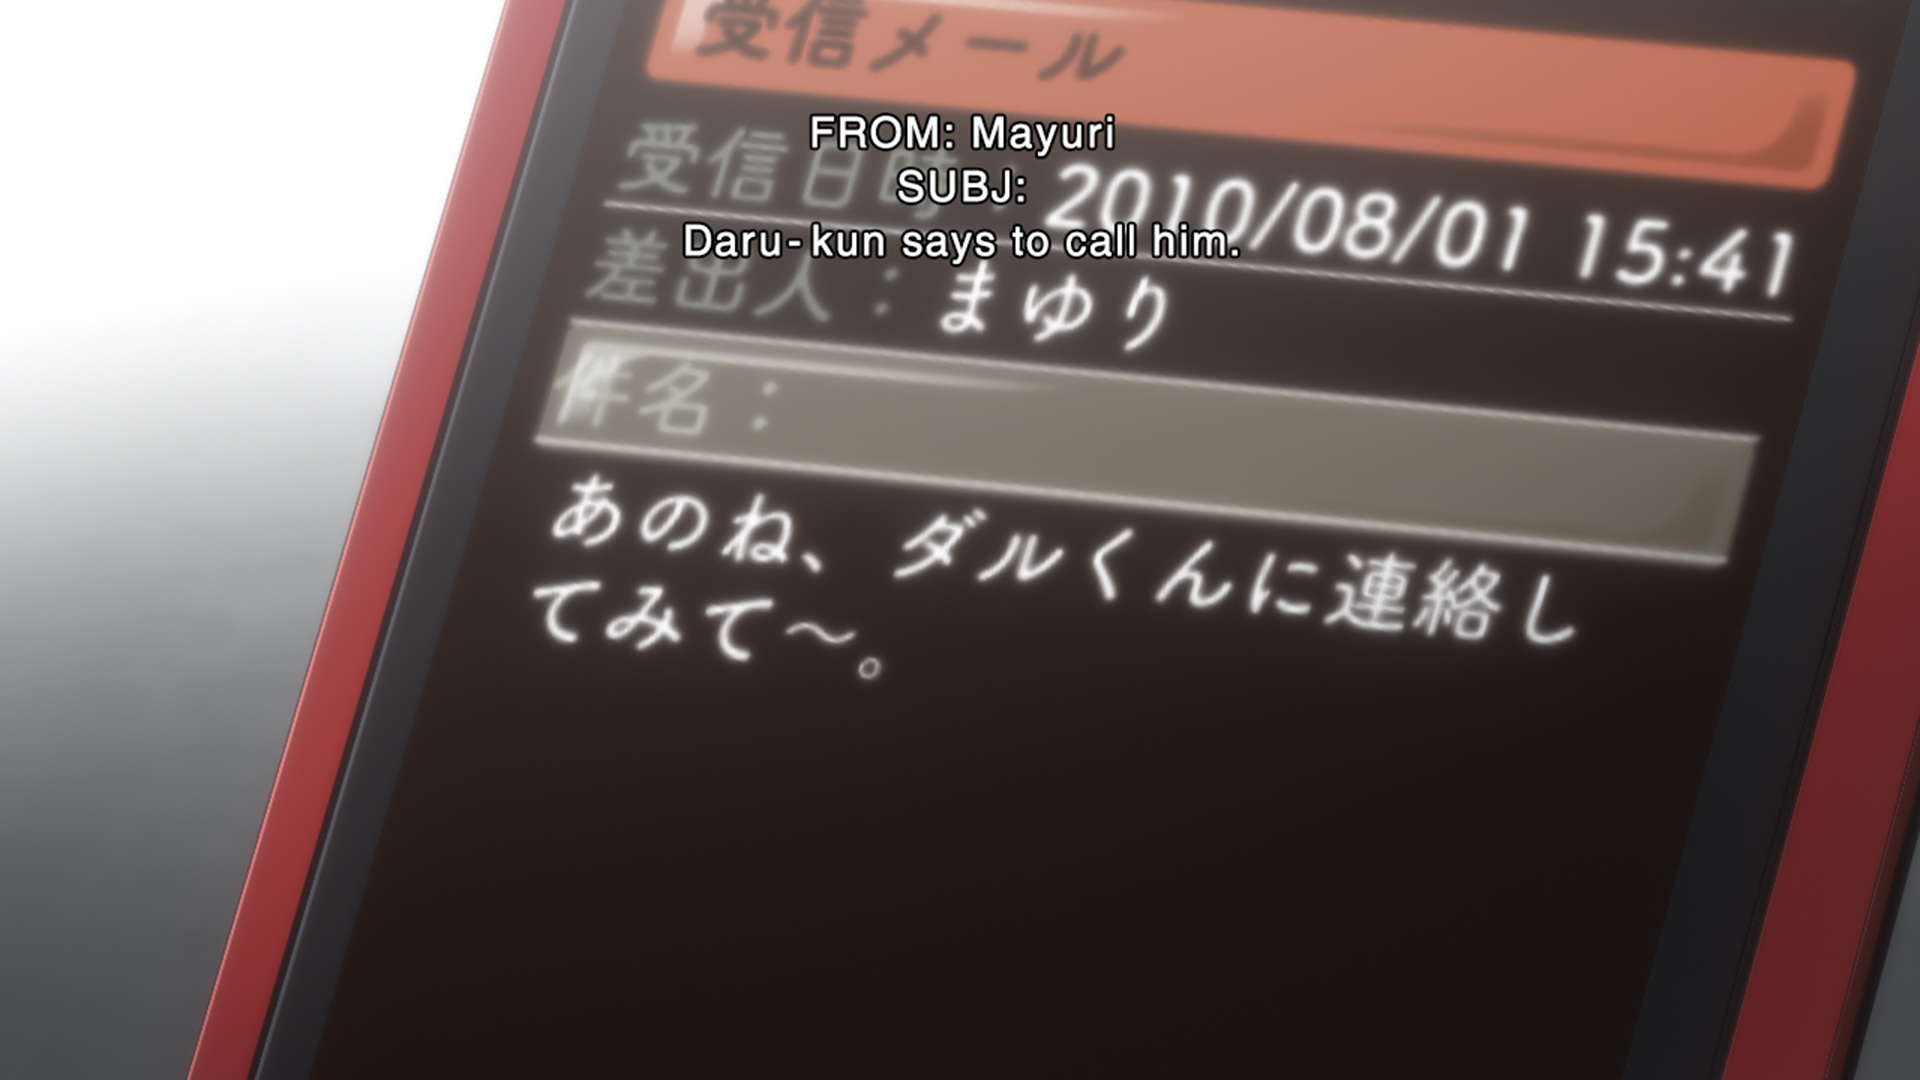 受信メール
FROM: Mayuri
SUBJ:
Daru-kun says to call him.
受信日時：2010/08/01 15:41
差出人：まゆり
件名：
あのね、ダルくんに連絡し
てみて～。